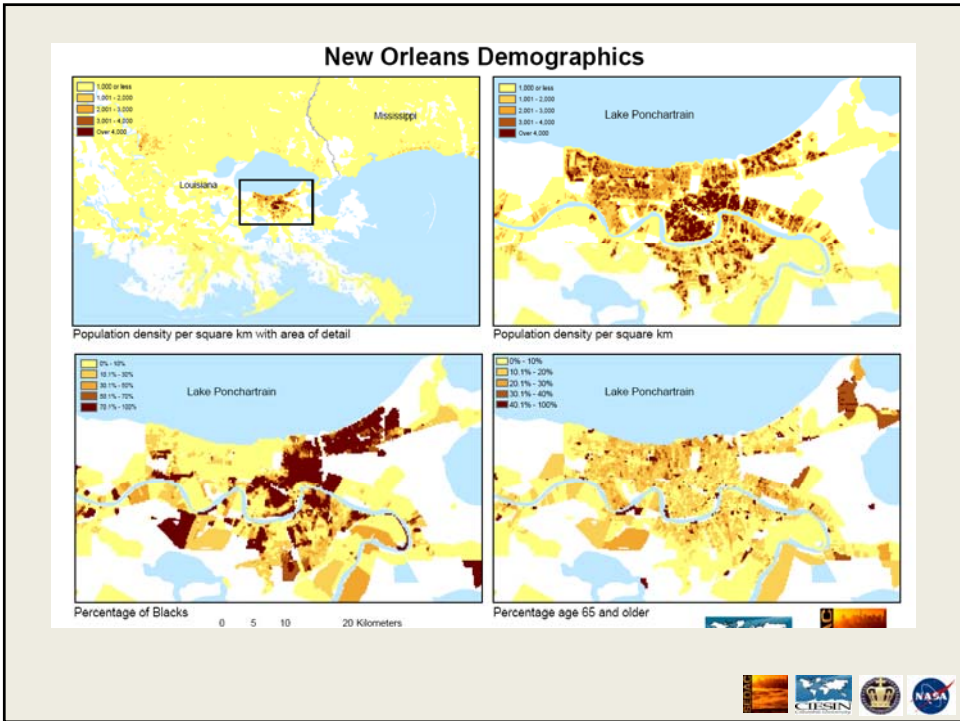 New Orleans Demographics
1,000 or less
1,001 - 2,000
2,001 - 3,000
3,001 - 4,000
Over 4,000
Mississippi
Louisiana
Population density per square km with area of detail
1,000 or less
1,001 - 2,000
2,001 - 3,000
3,001 - 4,000
Over 4,000
Lake Ponchartrain
Population density per square km
0% - 10%
10.1% - 30%
30.1% - 50%
50.1% - 70%
70.1% - 100%
Lake Ponchartrain
Percentage of Blacks
0 5 10 20 Kilometers
0% - 10%
10.1% - 20%
20.1% - 30%
30.1% - 40%
40.1% - 100%
Lake Ponchartrain
Percentage age 65 and older
SEDAC
CIESIN
NASA